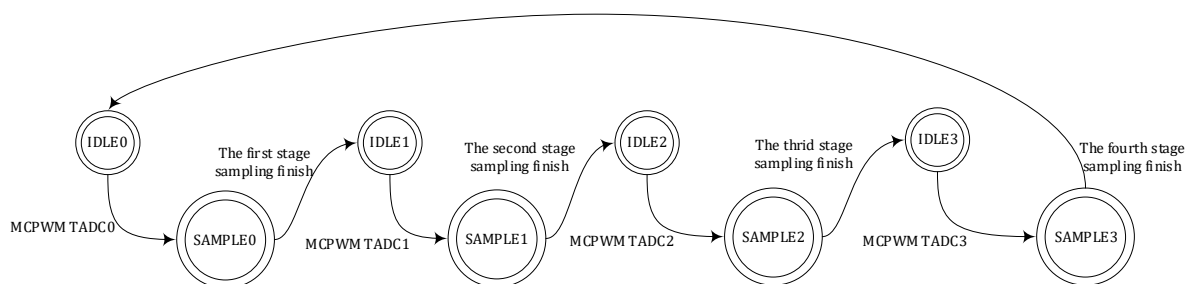 IDLE0
IDLE1
IDLE2
IDLE3
The first stage
sampling finish
The second stage
sampling finish
The thrid stage
sampling finish
The fourth stage
sampling finish
MCPWM TADC0
SAMPLE0
MCPWM TADC1
SAMPLE1
MCPWM TADC2
SAMPLE2
MCPWM TADC3
SAMPLE3